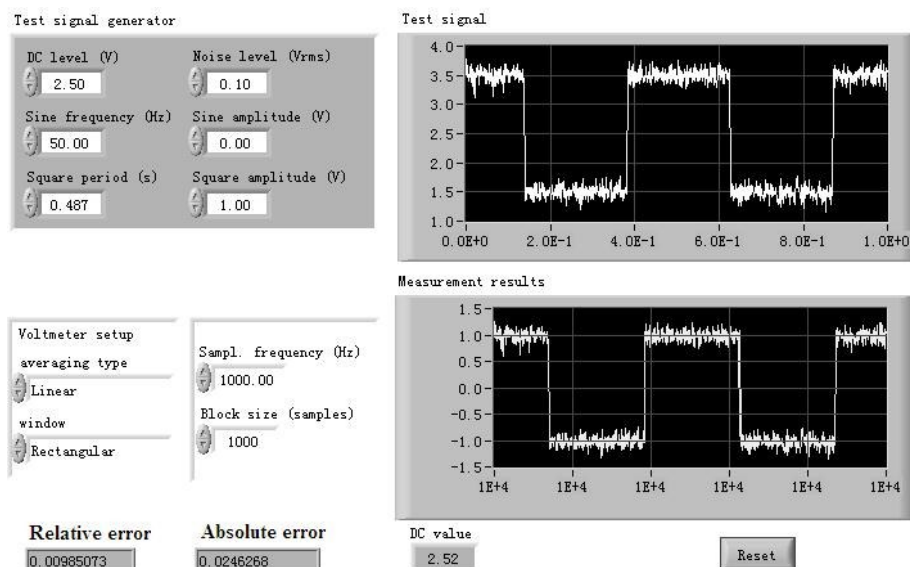 Test signal generator
DC level (V)
Noise level (Vrms)
2.50
0.10
Sine frequency (Hz)
Sine amplitude (V)
50.00
0.00
Square period (s)
Square amplitude (V)
0.487
1.00
Test signal
4.0
3.5
3.0
2.5
2.0
1.5
1.0
0.0E+0 2.0E-1 4.0E-1 6.0E-1 8.0E-1 1.0E+0
Voltmeter setup
averaging type
Linear
window
Rectangular
Sampl. frequency (Hz)
1000.00
Block size (samples)
1000
Measurement results
1.5
1.0
0.5
0.0
-0.5
-1.0
-1.5
1E+4 1E+4 1E+4 1E+4 1E+4 1E+4
Relative error
0.00985073
Absolute error
0.0246268
DC value
2.52
Reset